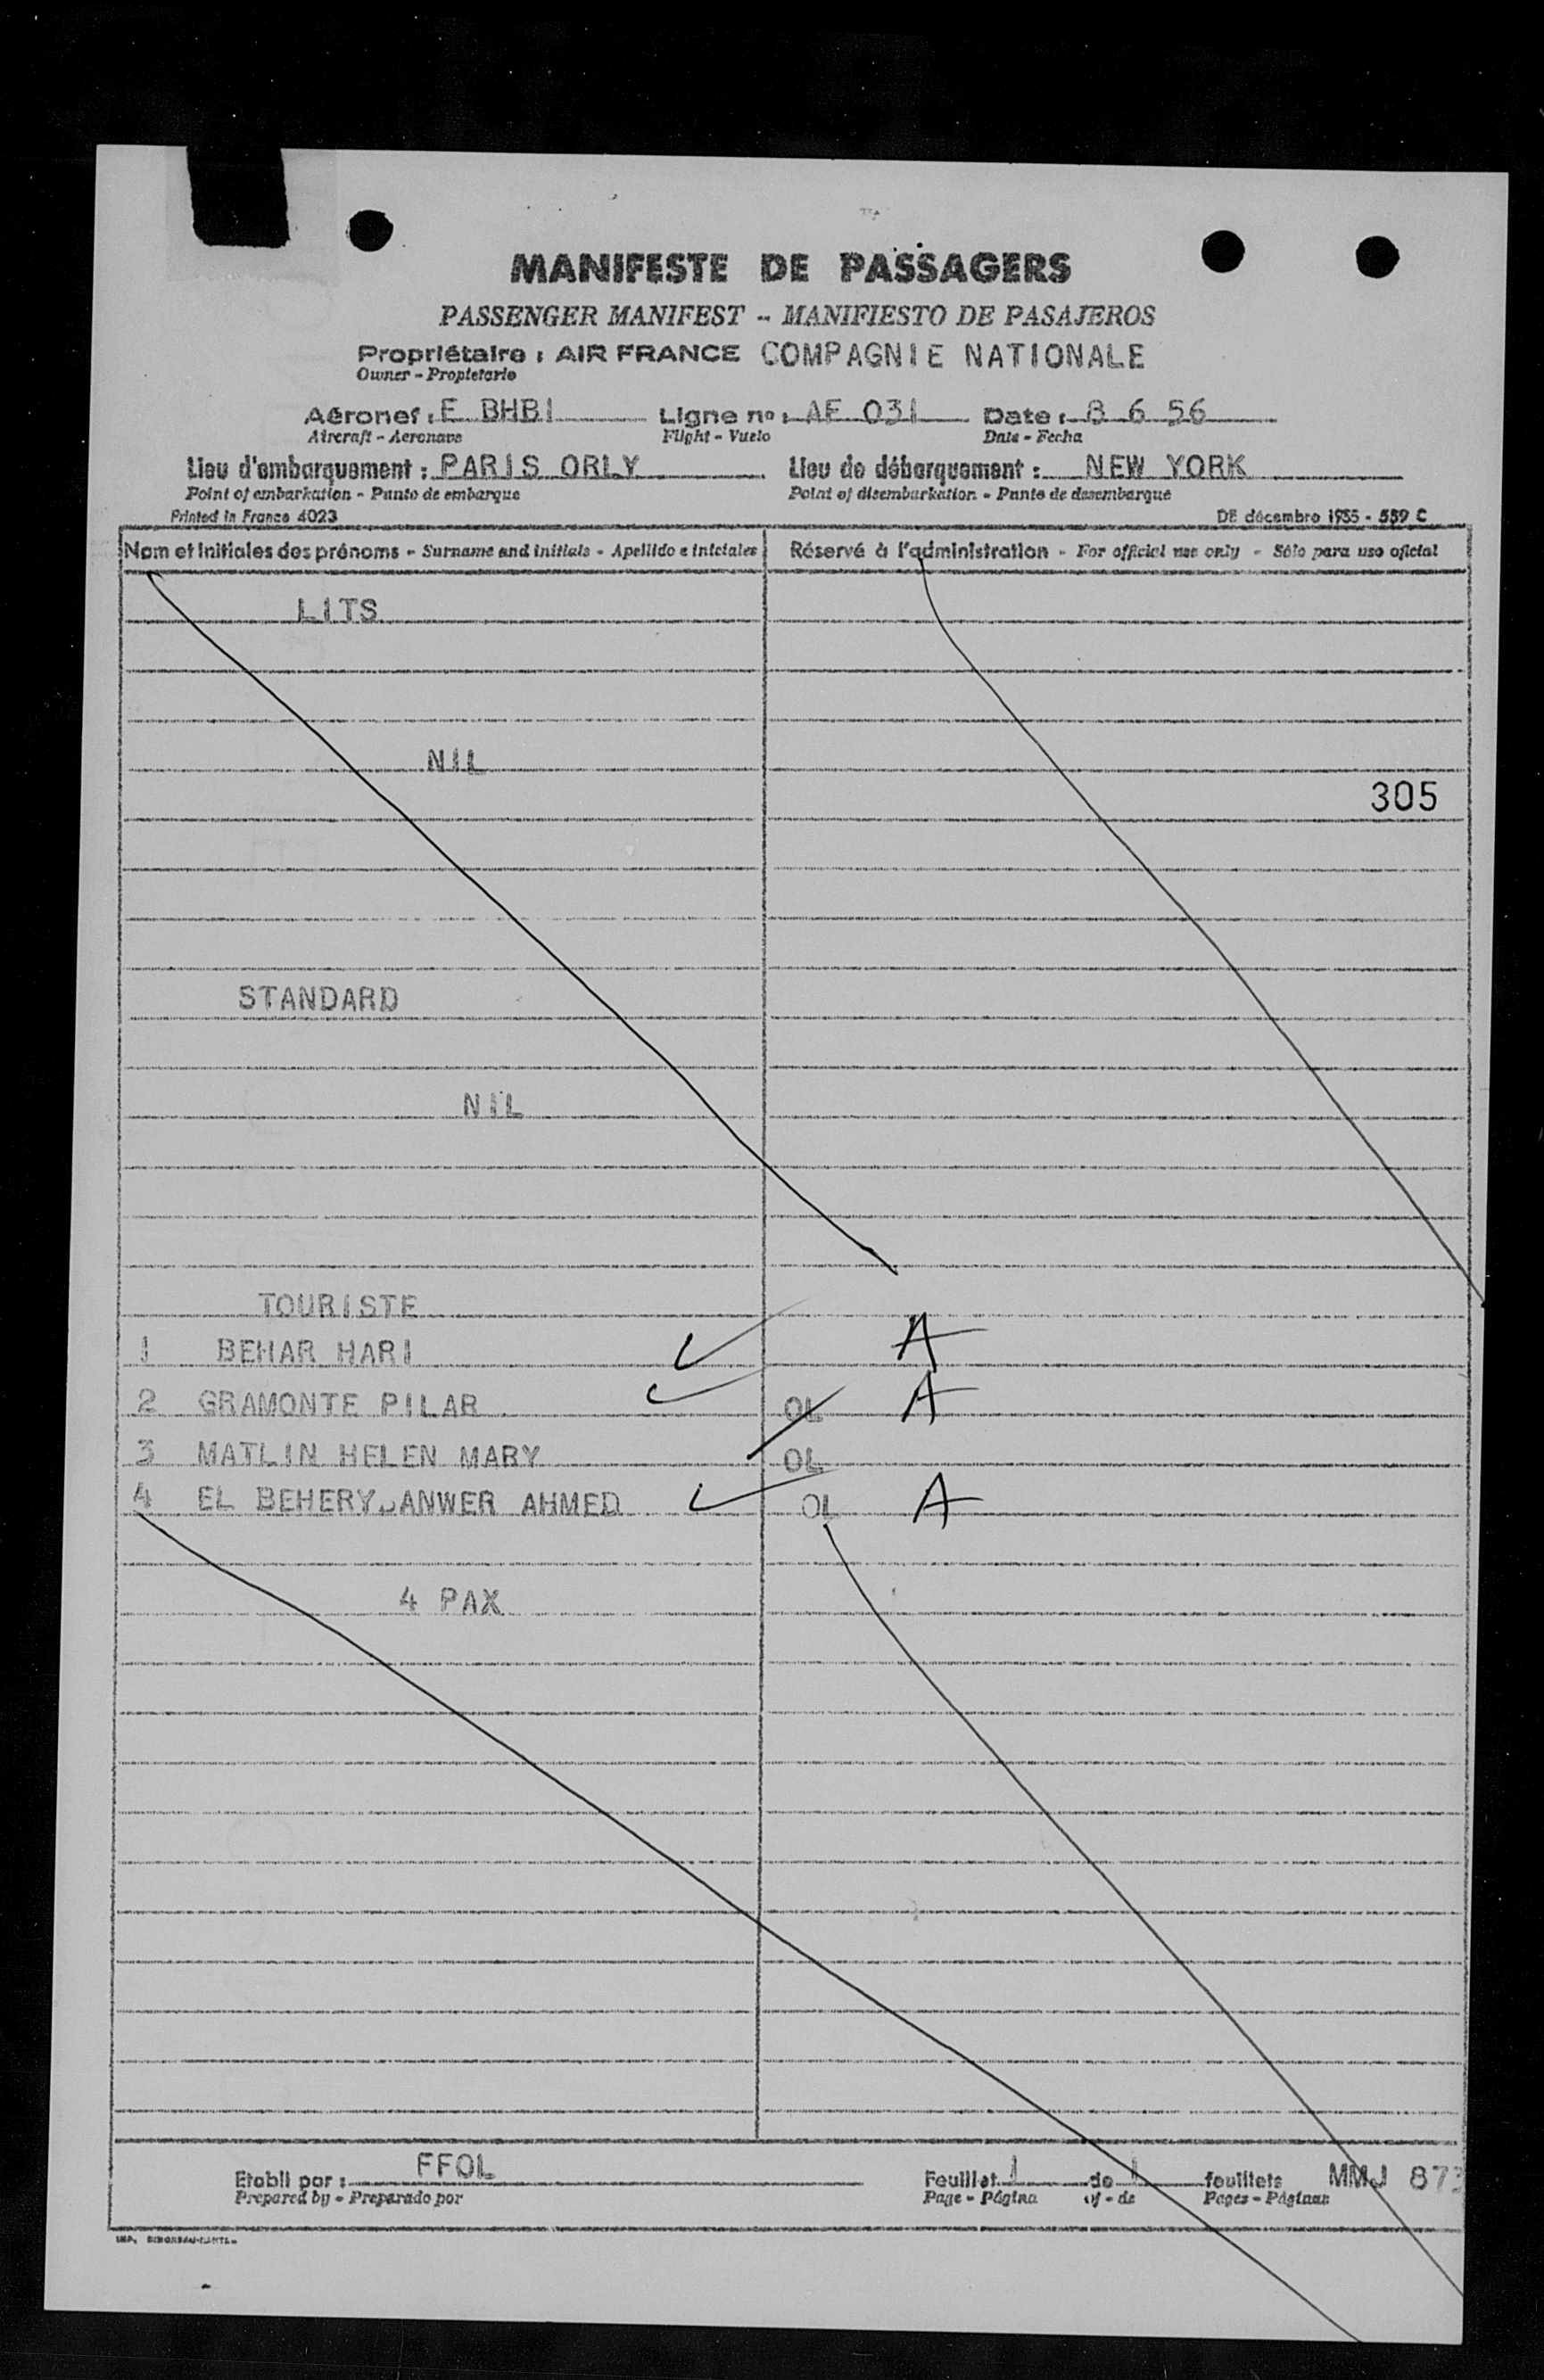 MANIFESTE DE PASSAGERS
PASSENGER MANIFEST - MANIFIESTO DE PASAJEROS
Propriétaire : AIR FRANCE COMPAGNIE NATIONALE
Owner - Propietario
Aéronef : F BHBI Ligne nº : AF 031 Date : 8 6 56
Aircraft - Aeronave Flight - Vuelo Date - Fecha
Lieu d'embarquement : PARIS ORLY Lieu de débarquement : NEW YORK
Point of embarkation - Punto de embarque Point of disembarkation - Punto de desembarque
Printed in France 4023 DE décembre 1955 - 559 C
Nom et initiales des prénoms - Surname and initials - Apellido e iniciales Réservé à l'administration - For official use only - Sólo para uso oficial
LITS
NIL
305
STANDARD
NIL
TOURISTE
1 BEHAR HARI A
2 GRAMONTE PILAR OL A
3 MATLIN HELEN MARY OL
4 EL BEHERY ANWER AHMED OL A
4 PAX
Etabli par : FFOL Feuillet 1 de 1 feuillets MMJ 873
Prepared by - Preparado por Page - Página of - de Pages - Páginas
IMP.